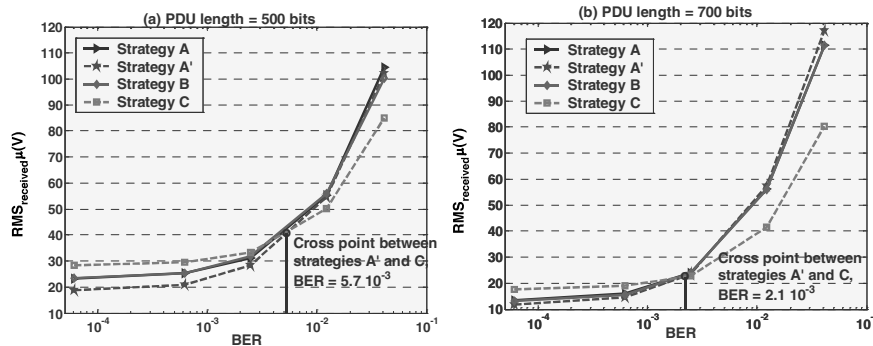 (a) PDU length = 500 bits
120
110
100
90
80
70
60
50
40
30
20
10
RMSreceivedμ(V)
Strategy A
Strategy A'
Strategy B
Strategy C
Cross point between
strategies A' and C,
BER = 5.7 10-3
10-4
10-3
10-2
10-1
BER
(b) PDU length = 700 bits
120
110
100
90
80
70
60
50
40
30
20
10
RMSreceivedμ(V)
Strategy A
Strategy A'
Strategy B
Strategy C
Cross point between
strategies A' and C,
BER = 2.1 10-3
10-4
10-3
10-2
10-1
BER